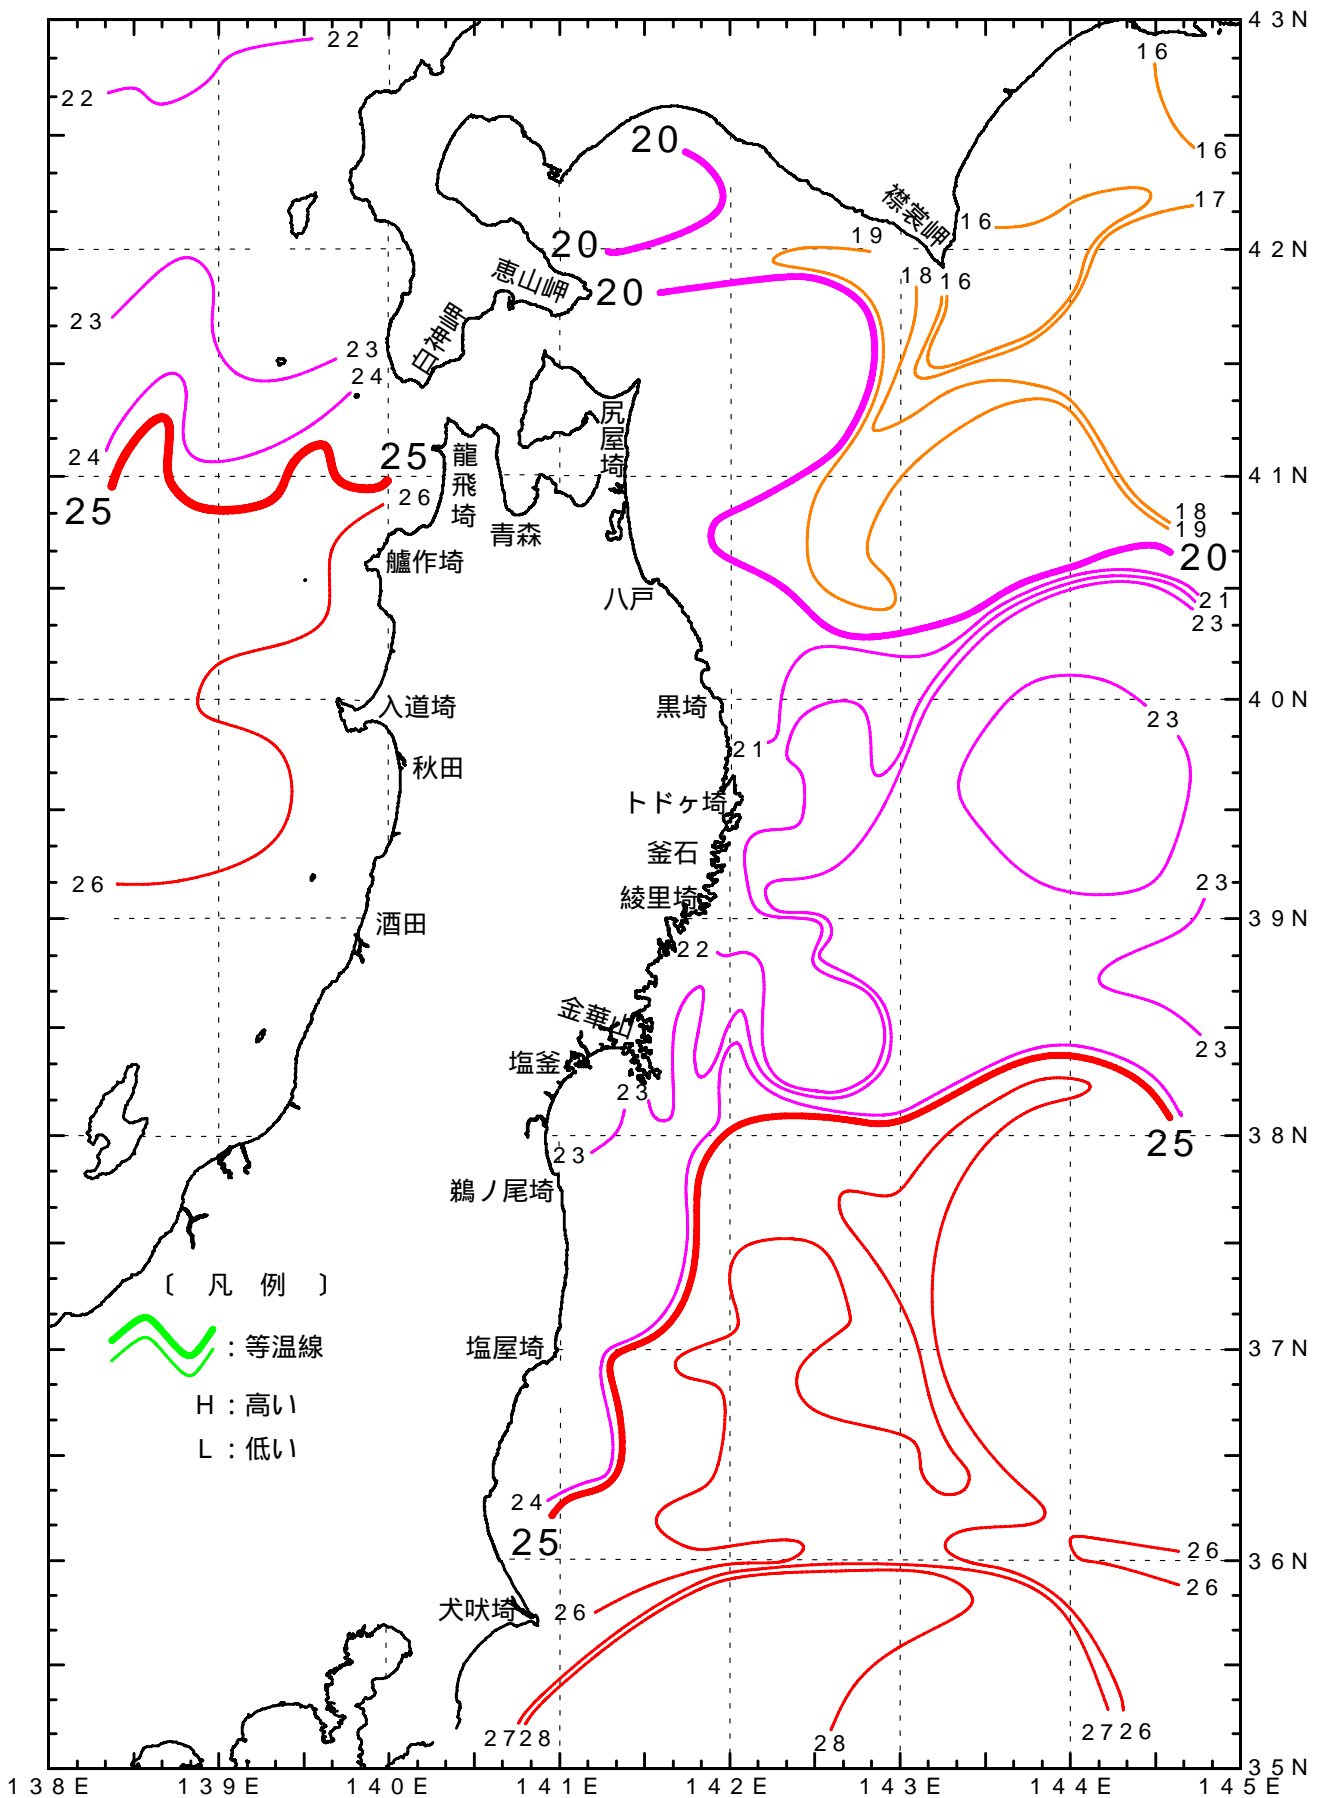 43N
22
16
22
20
16
襟裳岬
17
16
19
20
42N
恵山岬
18 16
20
23
白神岬
23
24
尻屋埼
24
25
龍飛埼
41N
26
25
18
19
青森
20
艫作埼
八戸
21
23
入道埼
黒埼
40N
23
21
秋田
トドヶ埼
釜石
26
23
綾里埼
39N
酒田
22
金華山
23
塩釜
23
25
38N
23
鵜ノ尾埼
〔 凡 例 〕
:等温線
塩屋埼
37N
H:高い
L:低い
24
25
26
36N
26
犬吠埼
26
2728
28
27 26
35N
138E
139E
140E
141E
142E
143E
144E
145E